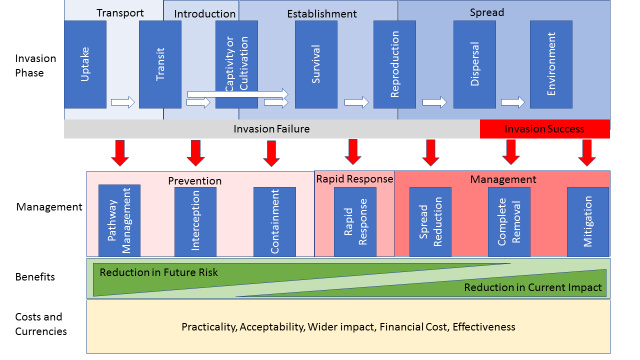 Transport
Introduction
Establishment
Spread
Invasion
Phase
Uptake
Transit
Captivity or
Cultivation
Survival
Reproduction
Dispersal
Environment
Invasion Failure
Invasion Success
Prevention
Rapid Response
Management
Management
Pathway
Management
Interception
Containment
Rapid
Response
Spread
Reduction
Complete
Removal
Mitigation
Benefits
Reduction in Future Risk
Reduction in Current Impact
Costs and
Currencies
Practicality, Acceptability, Wider impact, Financial Cost, Effectiveness